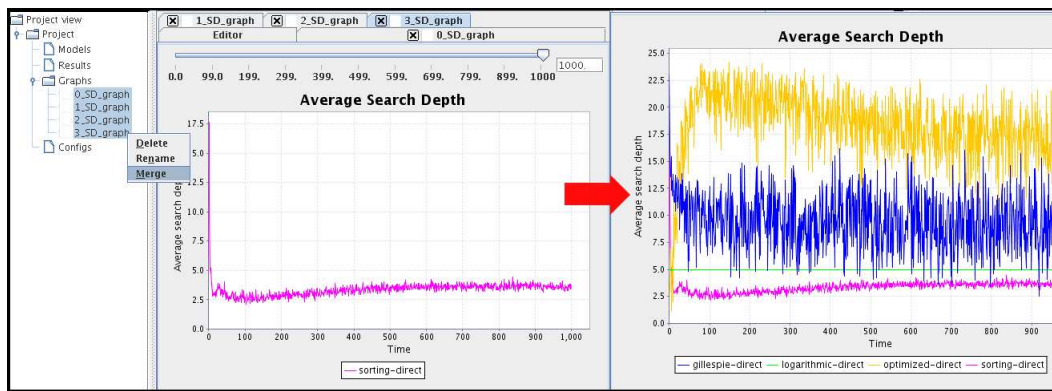 Project view
Project
Models
Results
Graphs
0_SD_graph
1_SD_graph
2_SD_graph
3_SD_graph
Configs
Delete
Rename
Merge
1_SD_graph 2_SD_graph 3_SD_graph
Editor 0_SD_graph
0.0 99.0 199. 299. 399. 499. 599. 699. 799. 899. 1000
1000.
Average Search Depth
17.5
15.0
12.5
10.0
7.5
5.0
2.5
0.0
Average search dep
0 100 200 300 400 500 600 700 800 900 1,000
Time
sorting-direct
Average Search Depth
25.0
22.5
20.0
17.5
15.0
12.5
10.0
7.5
5.0
2.5
0.0
Average search depth
0 100 200 300 400 500 600 700 800 900
Time
gillespie-direct logarithmic-direct optimized-direct sorting-direct